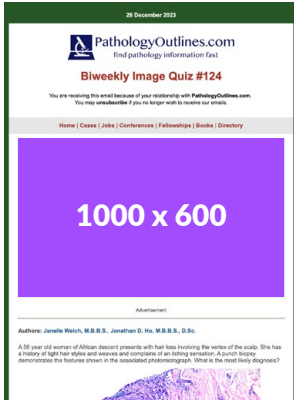 26 December 2023
PathologyOutlines.com
find pathology information fast
Biweekly Image Quiz #124
You are receiving this email because of your relationship with PathologyOutlines.com.
You may unsubscribe if you no longer wish to receive our emails.
Home | Cases | Jobs | Conferences | Fellowships | Books | Directory
1000 x 600
Advertisement
Authors: Janelle Welch, M.B.B.S., Jonathan D. Ho, M.B.B.S., D.Sc.
A 56 year old woman of African descent presents with hair loss involving the vertex of the scalp. She has
a history of tight hair styles and weaves and complains of an itching sensation. A punch biopsy
demonstrates the features shown in the associated photomicrograph. What is the most likely diagnosis?